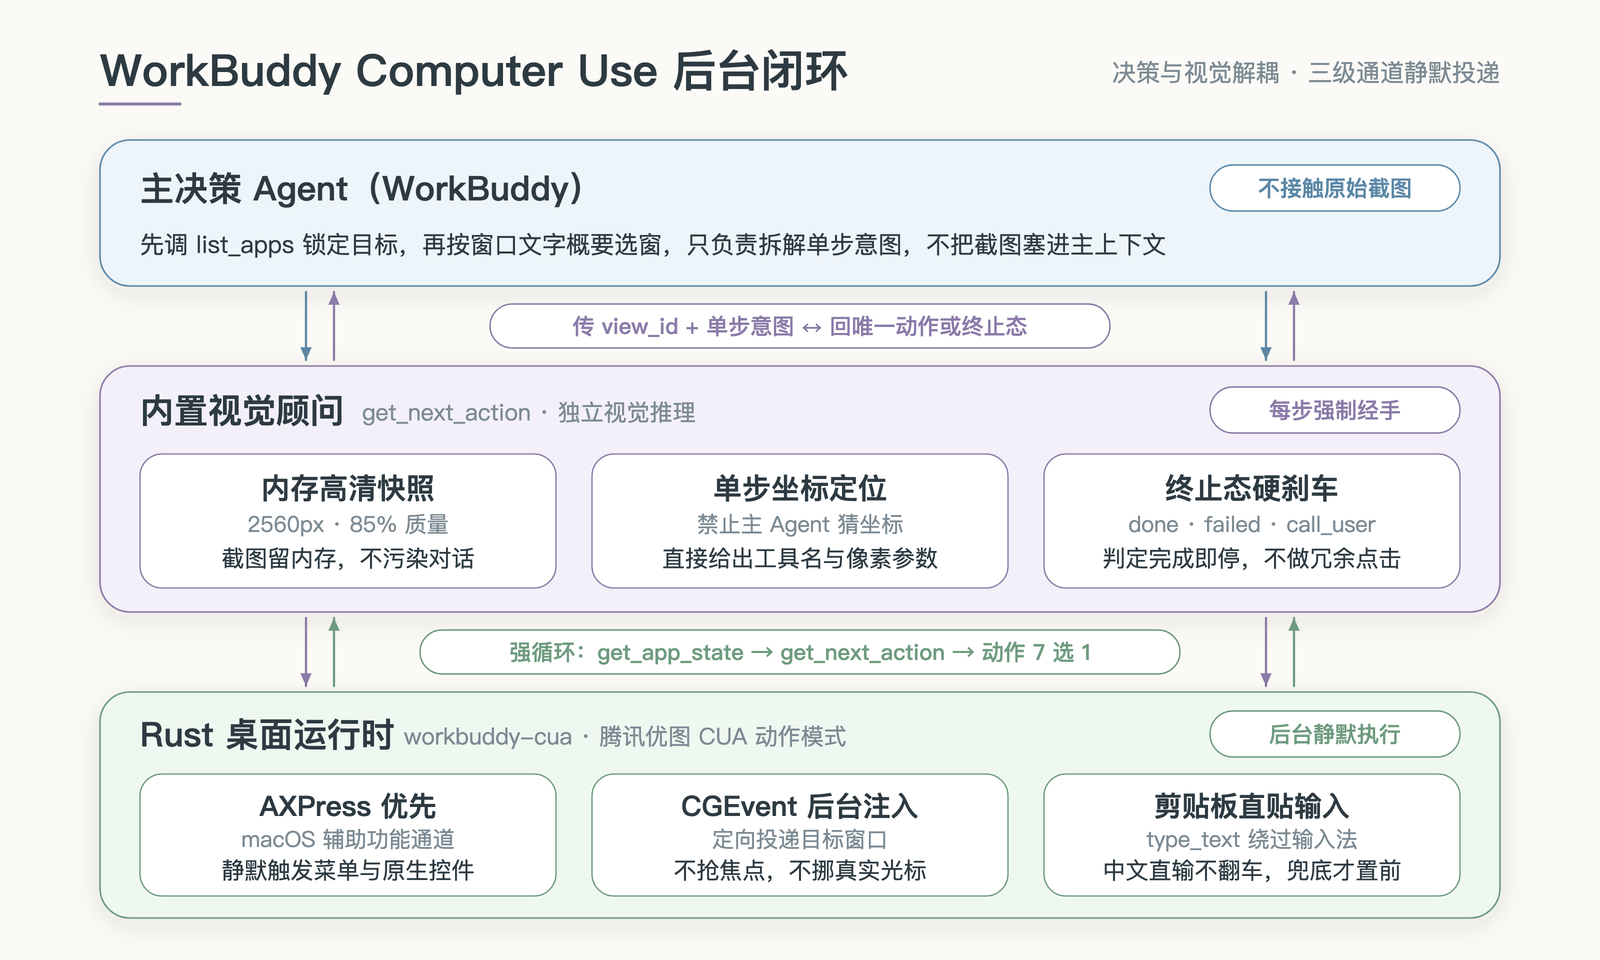 WorkBuddy Computer Use 后台闭环
决策与视觉解耦 · 三级通道静默投递
主决策 Agent（WorkBuddy）
不接触原始截图
先调 list_apps 锁定目标，再按窗口文字概要选窗，只负责拆解单步意图，不把截图塞进主上下文
传 view_id + 单步意图 ↔ 回唯一动作或终止态
内置视觉顾问 get_next_action · 独立视觉推理
每步强制经手
内存高清快照
2560px · 85% 质量
截图留内存，不污染对话
单步坐标定位
禁止主 Agent 猜坐标
直接给出工具名与像素参数
终止态硬刹车
done · failed · call_user
判定完成即停，不做冗余点击
强循环：get_app_state → get_next_action → 动作 7 选 1
Rust 桌面运行时 workbuddy-cua · 腾讯优图 CUA 动作模式
后台静默执行
AXPress 优先
macOS 辅助功能通道
静默触发菜单与原生控件
CGEvent 后台注入
定向投递目标窗口
不抢焦点，不挪真实光标
剪贴板直贴输入
type_text 绕过输入法
中文直输不翻车，兜底才置前